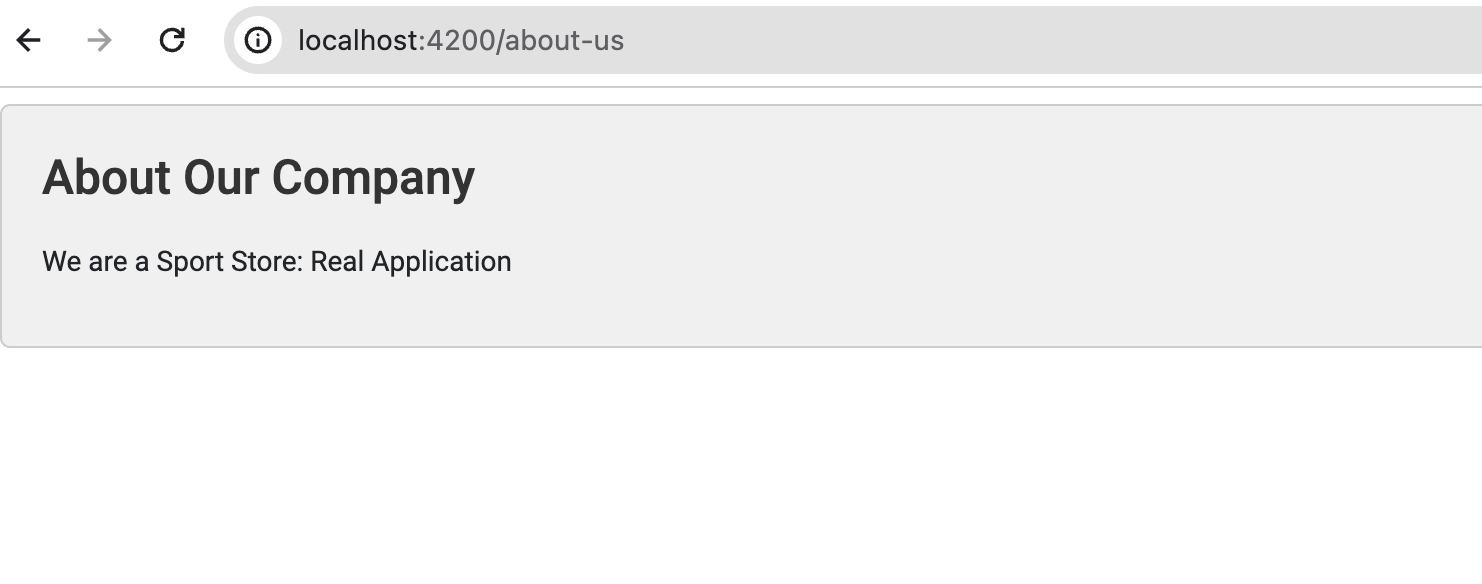 localhost:4200/about-us
About Our Company
We are a Sport Store: Real Application